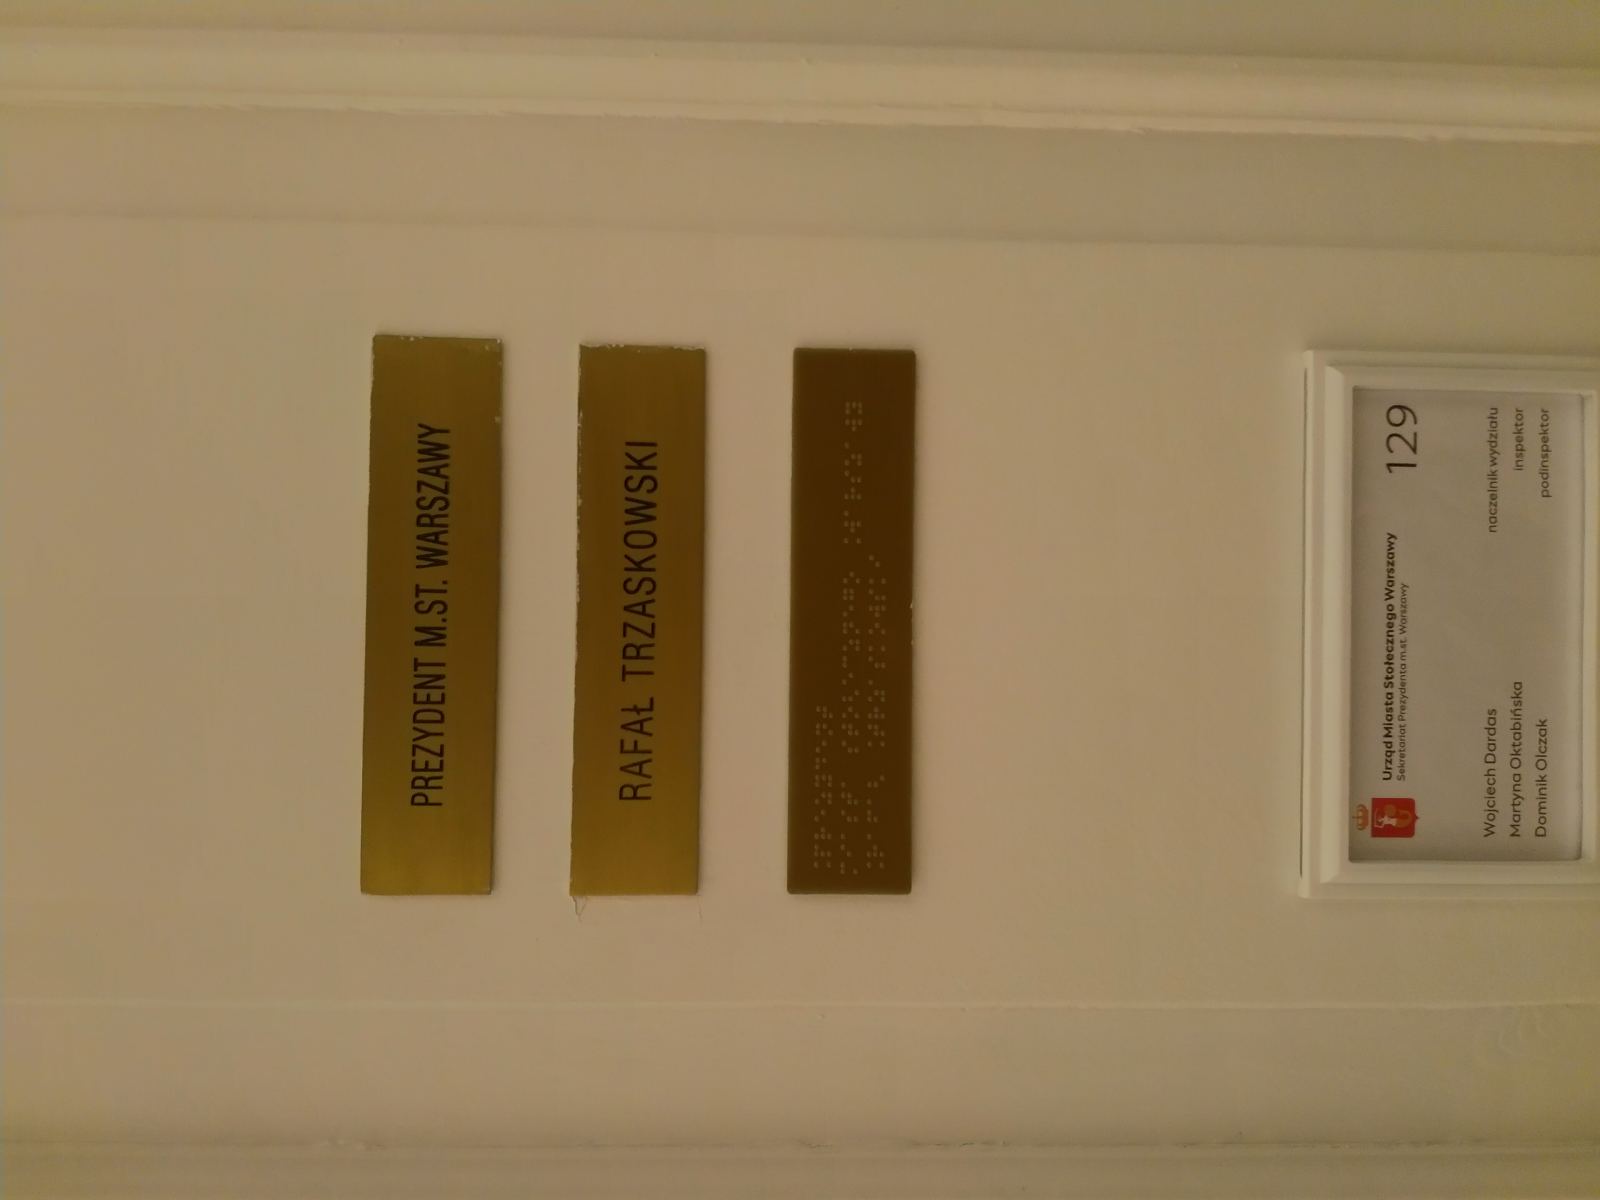 PREZYDENT M.ST. WARSZAWY
RAFAŁ TRZASKOWSKI
Urząd Miasta Stołecznego Warszawy 129
Sekretariat Prezydenta m.st. Warszawy
Wojciech Dardas naczelnik wydziału
Martyna Oktabińska inspektor
Dominik Olczak podinspektor